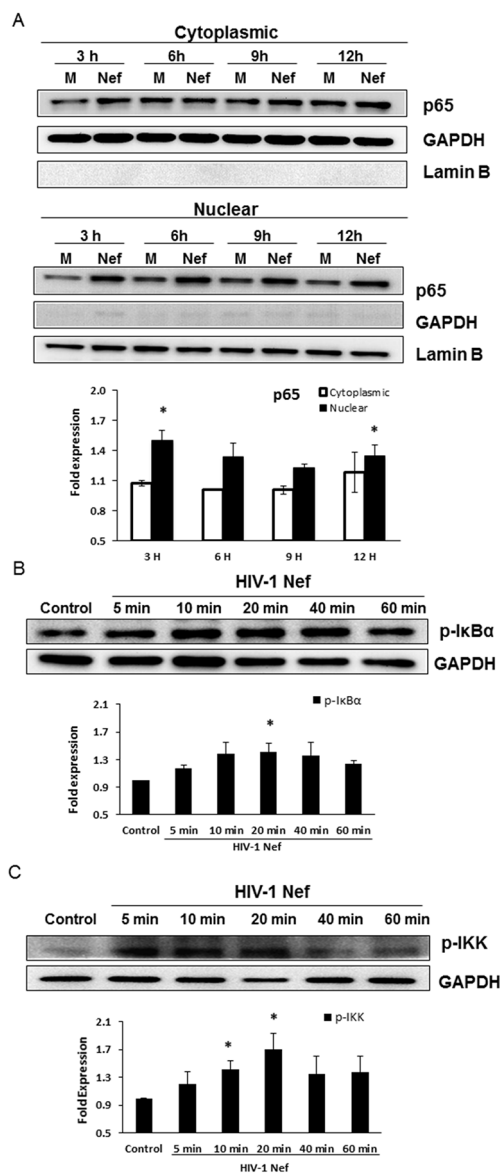 A
Cytoplasmic
3 h 6h 9h 12h
M Nef M Nef M Nef M Nef
p65
GAPDH
Lamin B
Nuclear
3 h 6h 9h 12h
M Nef M Nef M Nef M Nef
p65
GAPDH
Lamin B
p65
Cytoplasmic
Nuclear
Fold expression
2.0
1.7
1.4
1.1
0.8
0.5
* *
3 H 6 H 9 H 12 H
B
HIV-1 Nef
Control 5 min 10 min 20 min 40 min 60 min
p-IκBα
GAPDH
p-IκBα
Fold expression
2.1
1.7
1.3
0.9
0.5
*
Control 5 min 10 min 20 min 40 min 60 min
HIV-1 Nef
C
HIV-1 Nef
Control 5 min 10 min 20 min 40 min 60 min
p-IKK
GAPDH
p-IKK
Fold Expression
2.1
1.7
1.3
0.9
0.5
* *
Control 5 min 10 min 20 min 40 min 60 min
HIV-1 Nef